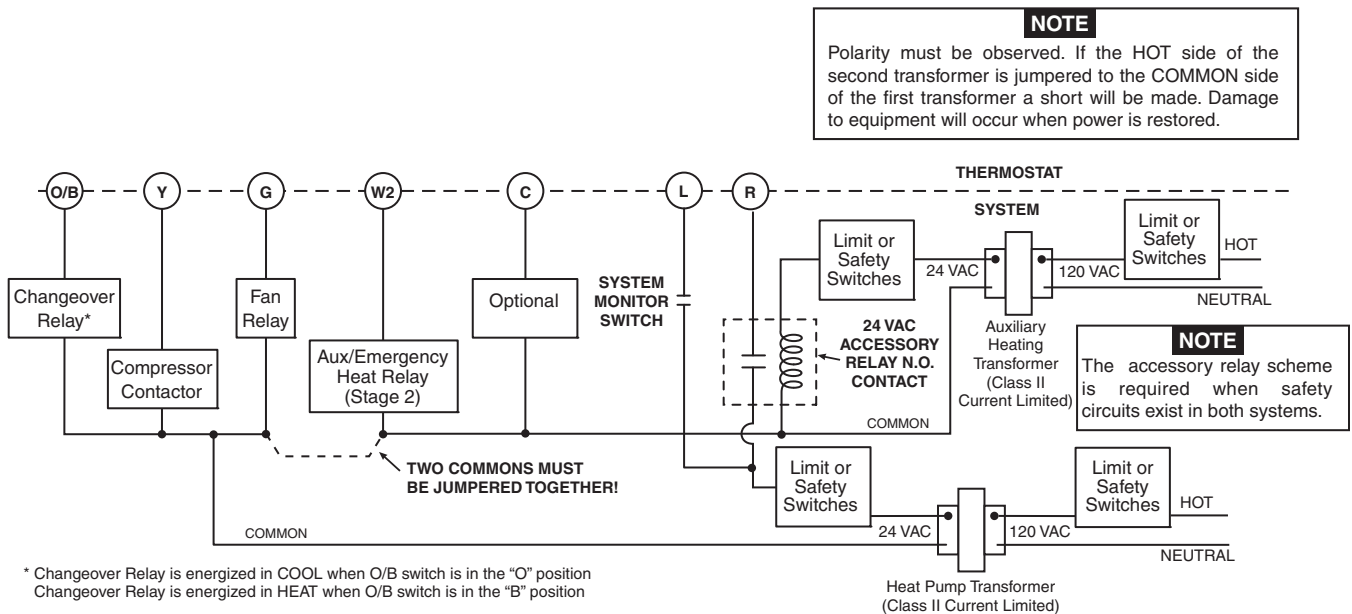 NOTE
Polarity must be observed. If the HOT side of the
second transformer is jumpered to the COMMON side
of the first transformer a short will be made. Damage
to equipment will occur when power is restored.
O/B
Y
G
W2
C
L
R
THERMOSTAT
SYSTEM
Changeover
Relay*
Compressor
Contactor
Fan
Relay
Aux/Emergency
Heat Relay
(Stage 2)
Optional
SYSTEM
MONITOR
SWITCH
24 VAC
ACCESSORY
RELAY N.O.
CONTACT
Limit or
Safety
Switches
24 VAC
120 VAC
Limit or
Safety
Switches
HOT
NEUTRAL
Auxiliary
Heating
Transformer
(Class II
Current Limited)
NOTE
The accessory relay scheme
is required when safety
circuits exist in both systems.
COMMON
TWO COMMONS MUST
BE JUMPERED TOGETHER!
COMMON
Limit or
Safety
Switches
24 VAC
120 VAC
Limit or
Safety
Switches
HOT
NEUTRAL
Heat Pump Transformer
(Class II Current Limited)
* Changeover Relay is energized in COOL when O/B switch is in the “O” position
Changeover Relay is energized in HEAT when O/B switch is in the “B” position